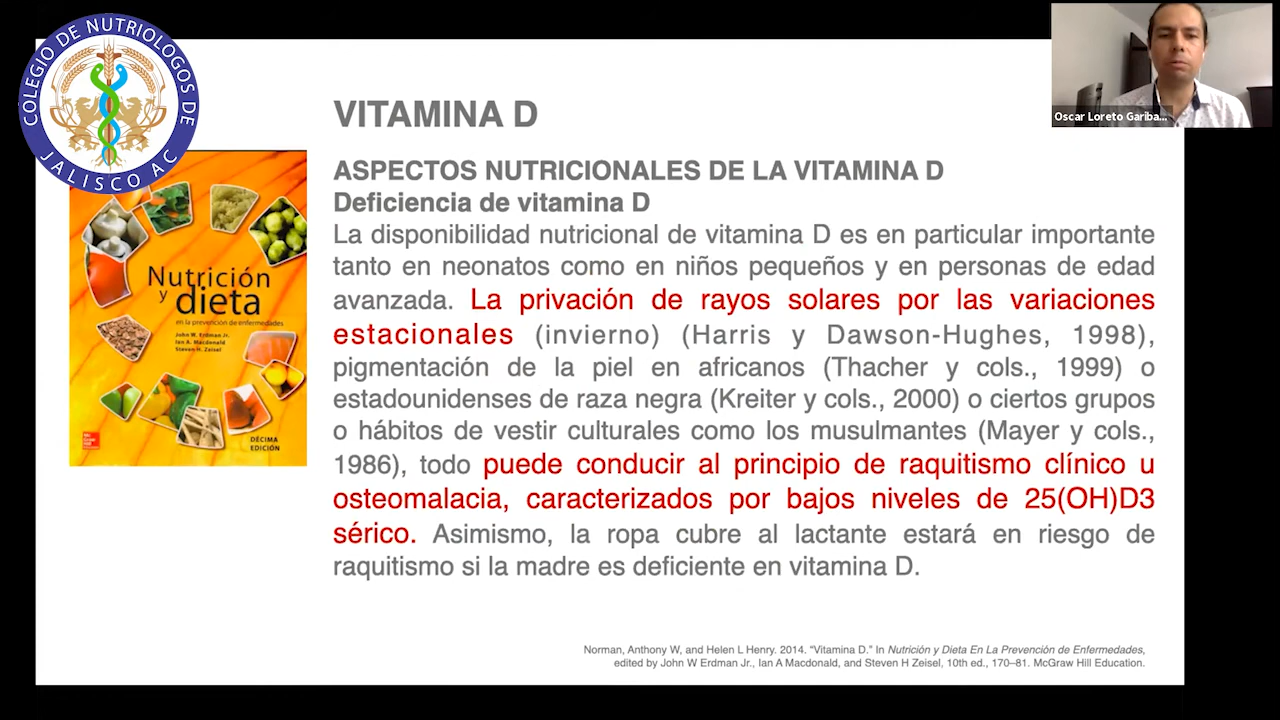 COLEGIO DE NUTRIOLOGOS DE
JALISCO AC
Oscar Loreto Gariba...
VITAMINA D
ASPECTOS NUTRICIONALES DE LA VITAMINA D
Deficiencia de vitamina D
La disponibilidad nutricional de vitamina D es en particular importante
tanto en neonatos como en niños pequeños y en personas de edad
avanzada. La privación de rayos solares por las variaciones
estacionales (invierno) (Harris y Dawson-Hughes, 1998),
pigmentación de la piel en africanos (Thacher y cols., 1999) o
estadounidenses de raza negra (Kreiter y cols., 2000) o ciertos grupos
o hábitos de vestir culturales como los musulmantes (Mayer y cols.,
1986), todo puede conducir al principio de raquitismo clínico u
osteomalacia, caracterizados por bajos niveles de 25(OH)D3
sérico. Asimismo, la ropa cubre al lactante estará en riesgo de
raquitismo si la madre es deficiente en vitamina D.
Nutrición
y dieta
en la prevención de enfermedades
John W. Erdman Jr.
Ian A. Macdonald
Steven H. Zeisel
DÉCIMA
EDICIÓN
Norman, Anthony W, and Helen L Henry. 2014. “Vitamina D.” In Nutrición y Dieta En La Prevención de Enfermedades,
edited by John W Erdman Jr., Ian A Macdonald, and Steven H Zeisel, 10th ed., 170–81. McGraw Hill Education.